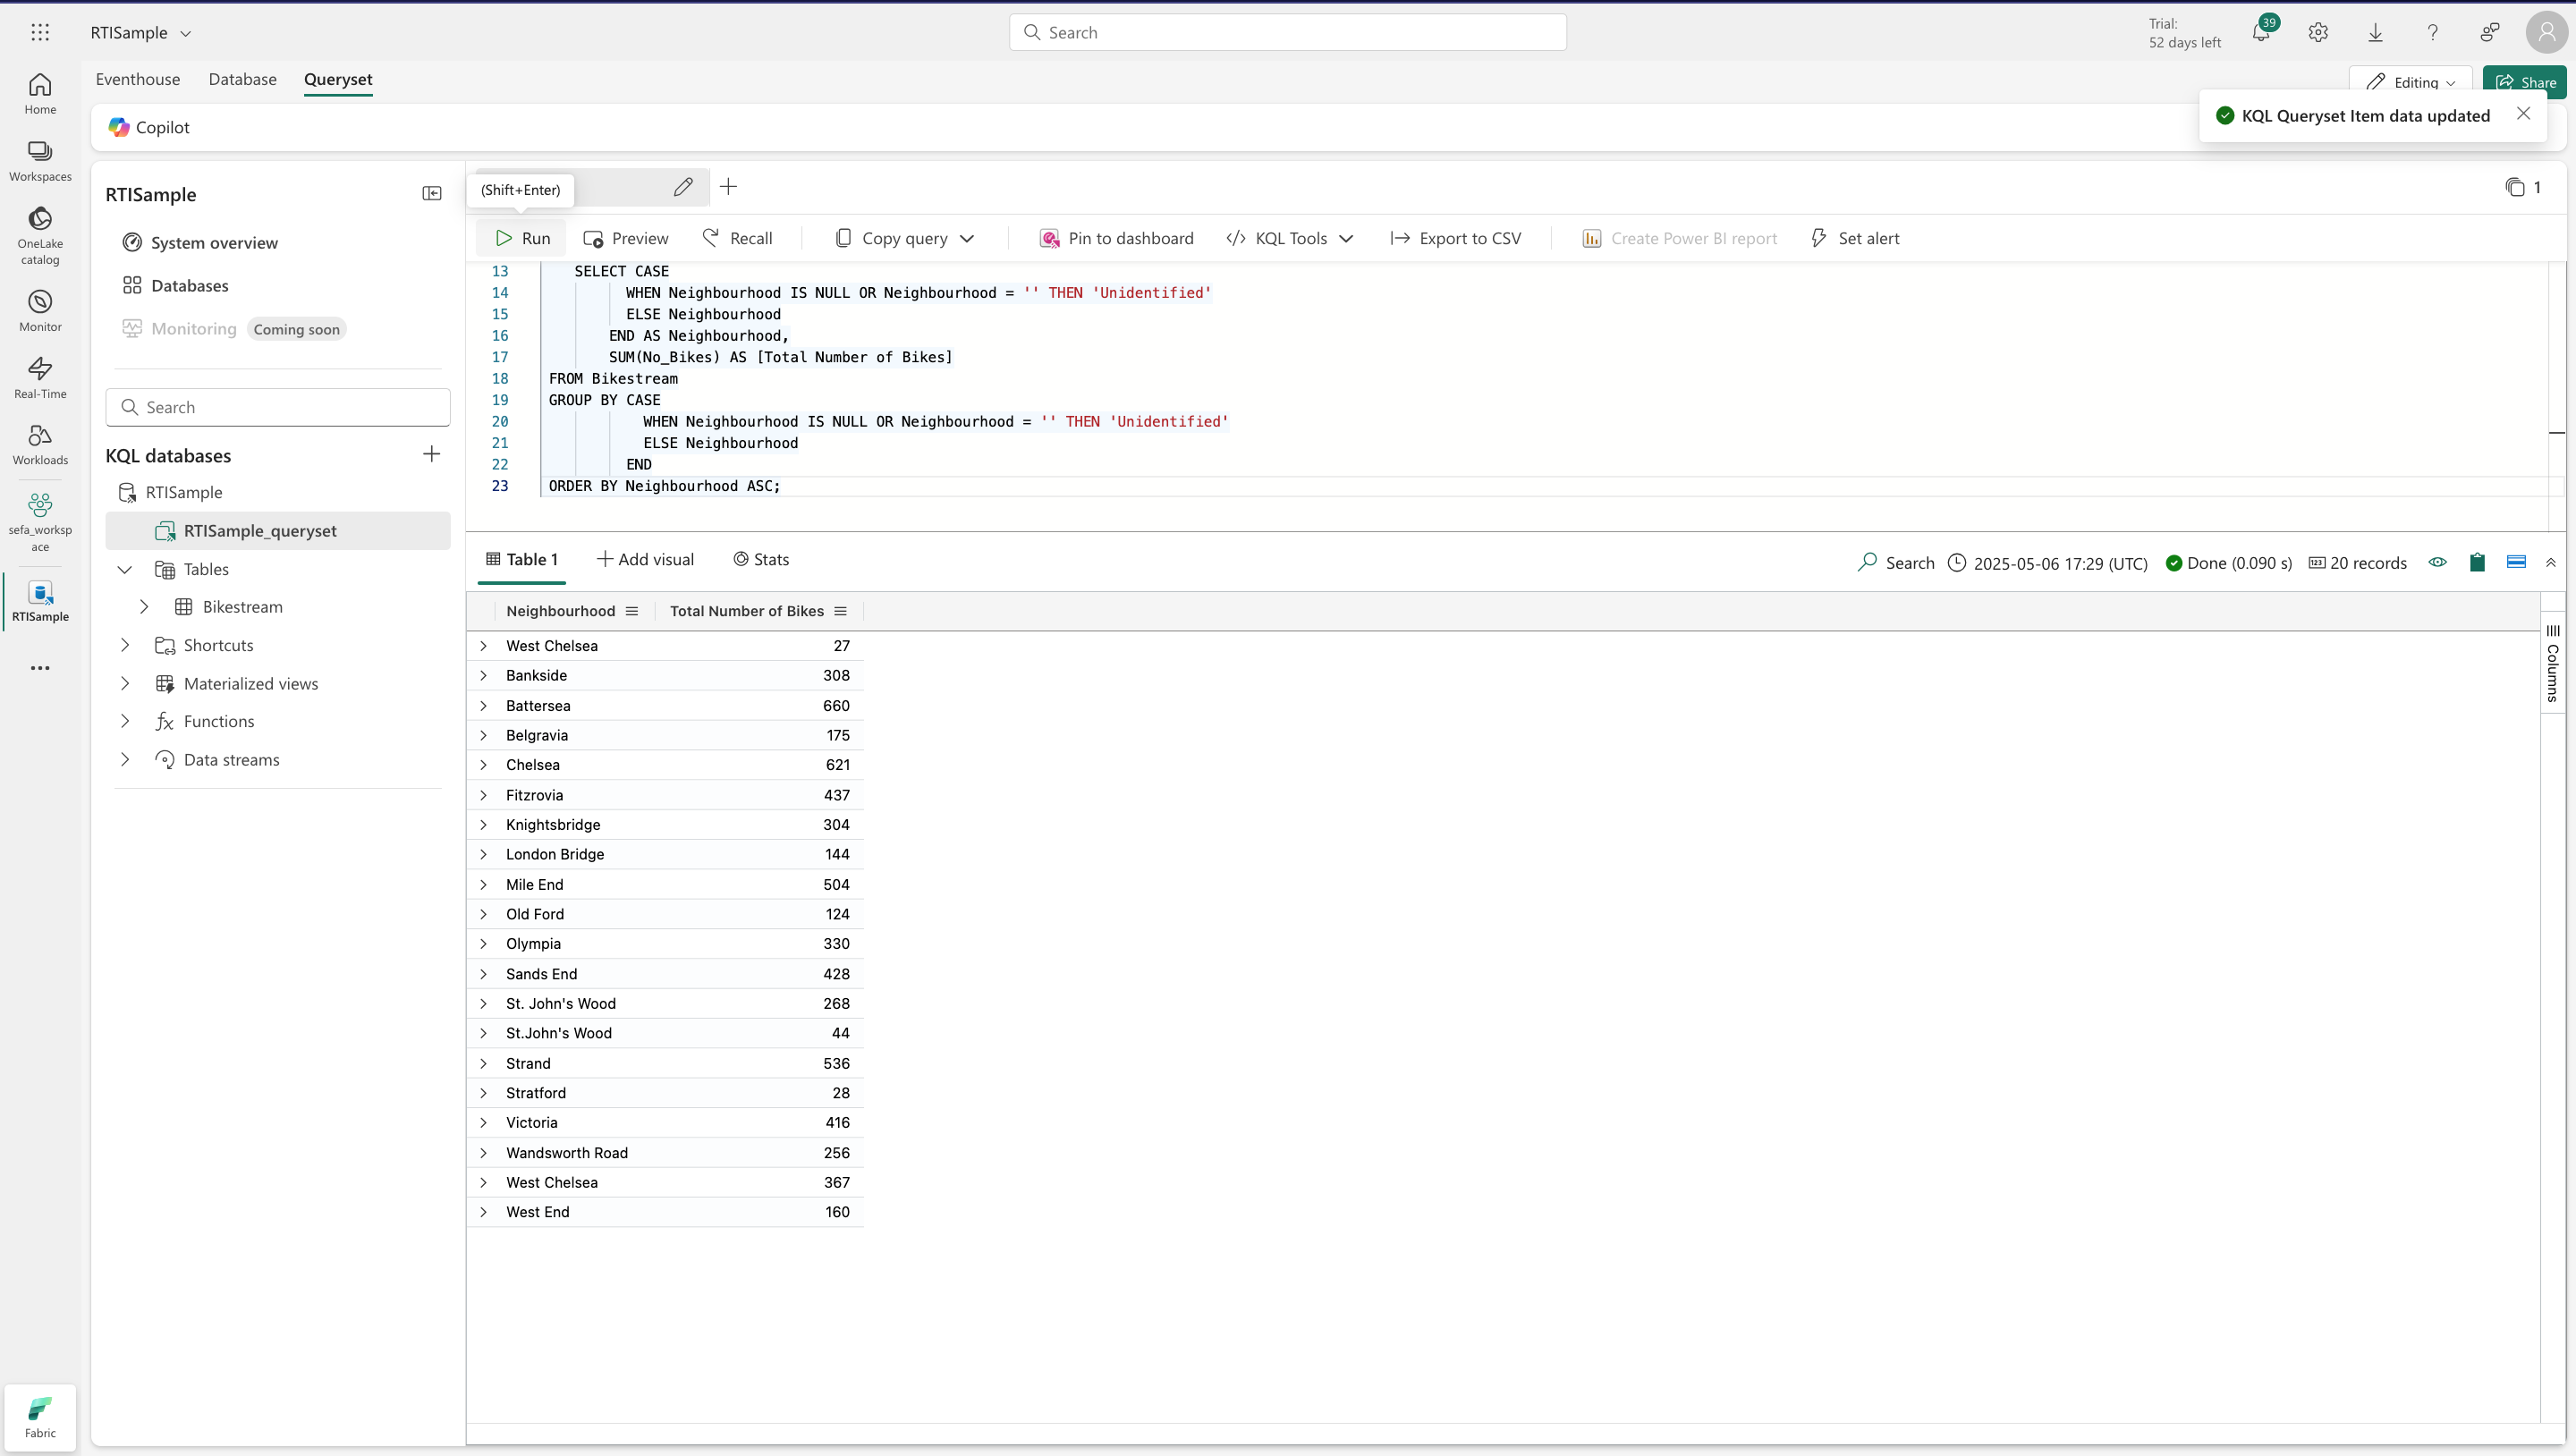 RTISample
Search
Trial:
52 days left
39
Eventhouse Database Queryset
Editing
Share
Copilot
KQL Queryset Item data updated
Home
Workspaces
OneLake
catalog
Monitor
Real-Time
Workloads
sefa_worksp
ace
RTISample
Fabric
RTISample
System overview
Databases
Monitoring Coming soon
Search
KQL databases
RTISample
RTISample_queryset
Tables
Bikestream
Shortcuts
Materialized views
Functions
Data streams
(Shift+Enter)
1
Run Preview Recall Copy query Pin to dashboard KQL Tools Export to CSV Create Power BI report Set alert
13 SELECT CASE
14 WHEN Neighbourhood IS NULL OR Neighbourhood = '' THEN 'Unidentified'
15 ELSE Neighbourhood
16 END AS Neighbourhood,
17 SUM(No_Bikes) AS [Total Number of Bikes]
18 FROM Bikestream
19 GROUP BY CASE
20 WHEN Neighbourhood IS NULL OR Neighbourhood = '' THEN 'Unidentified'
21 ELSE Neighbourhood
22 END
23 ORDER BY Neighbourhood ASC;
Table 1 Add visual Stats
Search 2025-05-06 17:29 (UTC) Done (0.090 s) 123 20 records
Neighbourhood Total Number of Bikes
West Chelsea 27
Bankside 308
Battersea 660
Belgravia 175
Chelsea 621
Fitzrovia 437
Knightsbridge 304
London Bridge 144
Mile End 504
Old Ford 124
Olympia 330
Sands End 428
St. John's Wood 268
St.John's Wood 44
Strand 536
Stratford 28
Victoria 416
Wandsworth Road 256
West Chelsea 367
West End 160
Columns